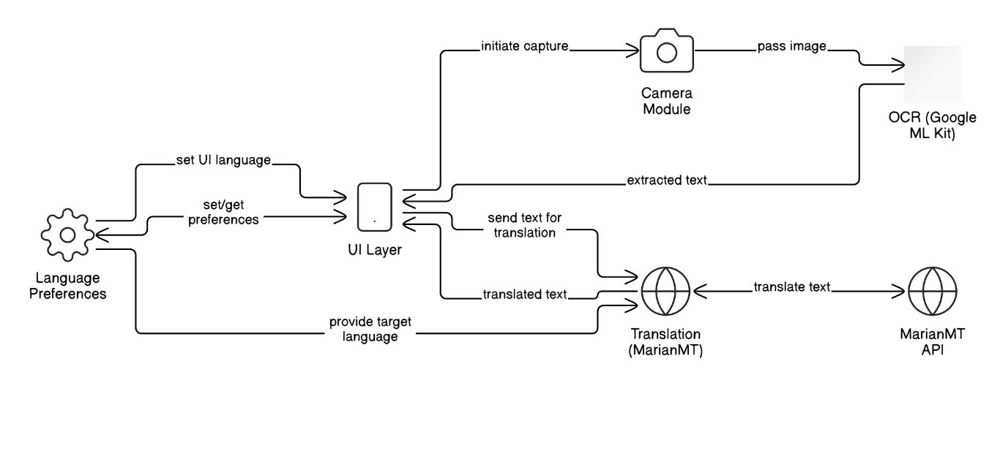 initiate capture
pass image
Camera
Module
OCR (Google
ML Kit)
set UI language
extracted text
set/get
preferences
send text for
translation
UI Layer
Language
Preferences
translated text
translate text
provide target
language
Translation
(MarianMT)
MarianMT
API